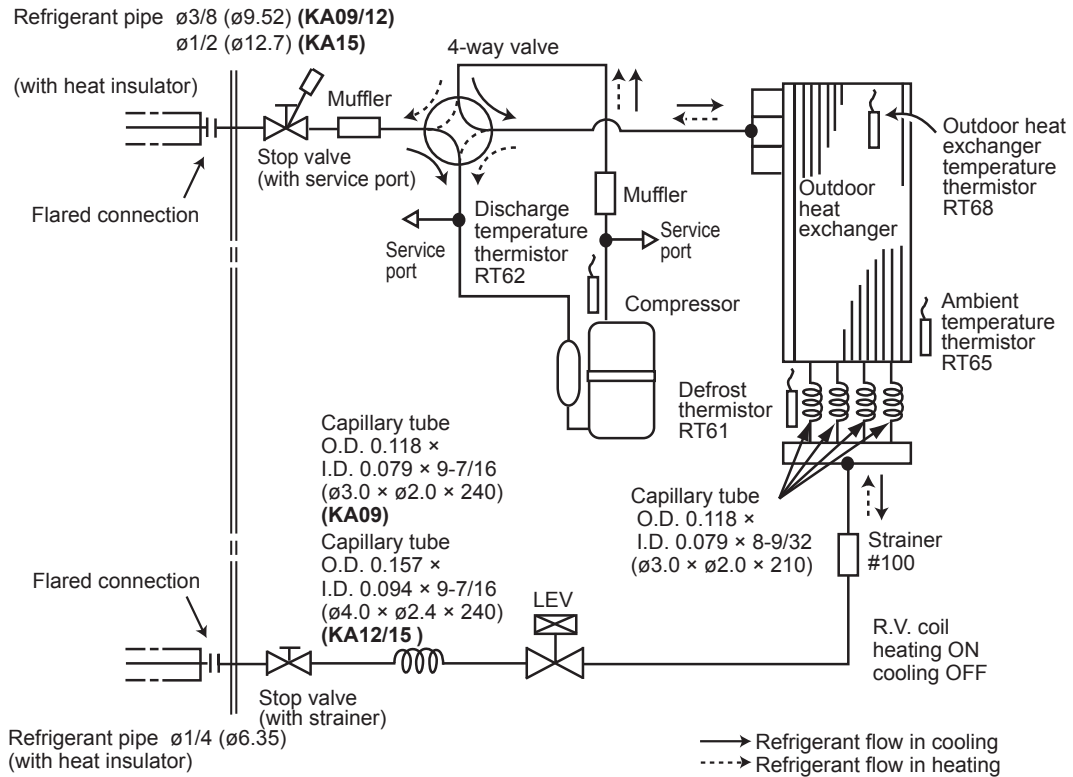 Refrigerant pipe ø3/8 (ø9.52) (KA09/12)
ø1/2 (ø12.7) (KA15)
(with heat insulator)
4-way valve
Muffler
Stop valve
(with service port)
Flared connection
Service
port
Discharge
temperature
thermistor
RT62
Muffler
Service
port
Compressor
Outdoor
heat
exchanger
Outdoor heat
exchanger
temperature
thermistor
RT68
Ambient
temperature
thermistor
RT65
Defrost
thermistor
RT61
Capillary tube
O.D. 0.118 ×
I.D. 0.079 × 9-7/16
(ø3.0 × ø2.0 × 240)
(KA09)
Capillary tube
O.D. 0.157 ×
I.D. 0.094 × 9-7/16
(ø4.0 × ø2.4 × 240)
(KA12/15 )
Capillary tube
O.D. 0.118 ×
I.D. 0.079 × 8-9/32
(ø3.0 × ø2.0 × 210)
Strainer
#100
Flared connection
LEV
R.V. coil
heating ON
cooling OFF
Stop valve
(with strainer)
Refrigerant pipe ø1/4 (ø6.35)
(with heat insulator)
Refrigerant flow in cooling
Refrigerant flow in heating